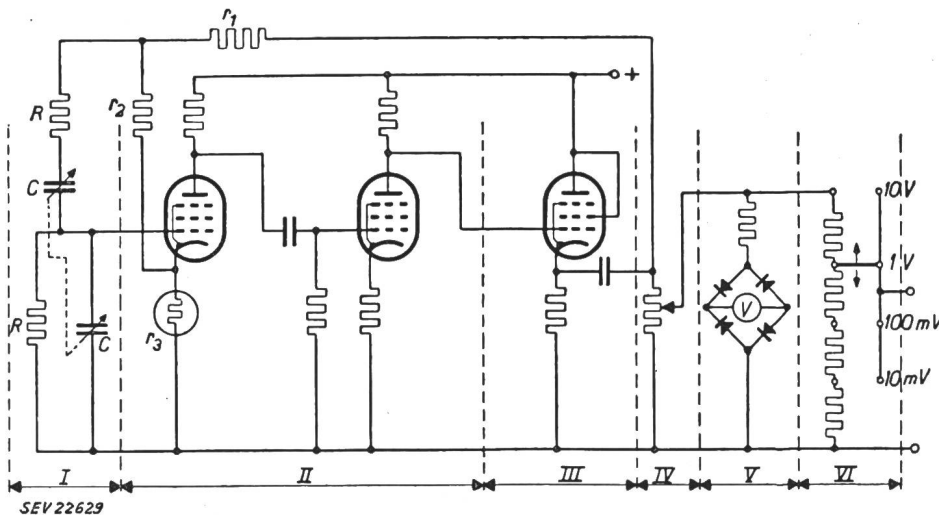 r1
+
R
r2
C
10V
1V
V
R
C
r3
100mV
10mV
I
II
III
IV
V
VI
SEV 22629